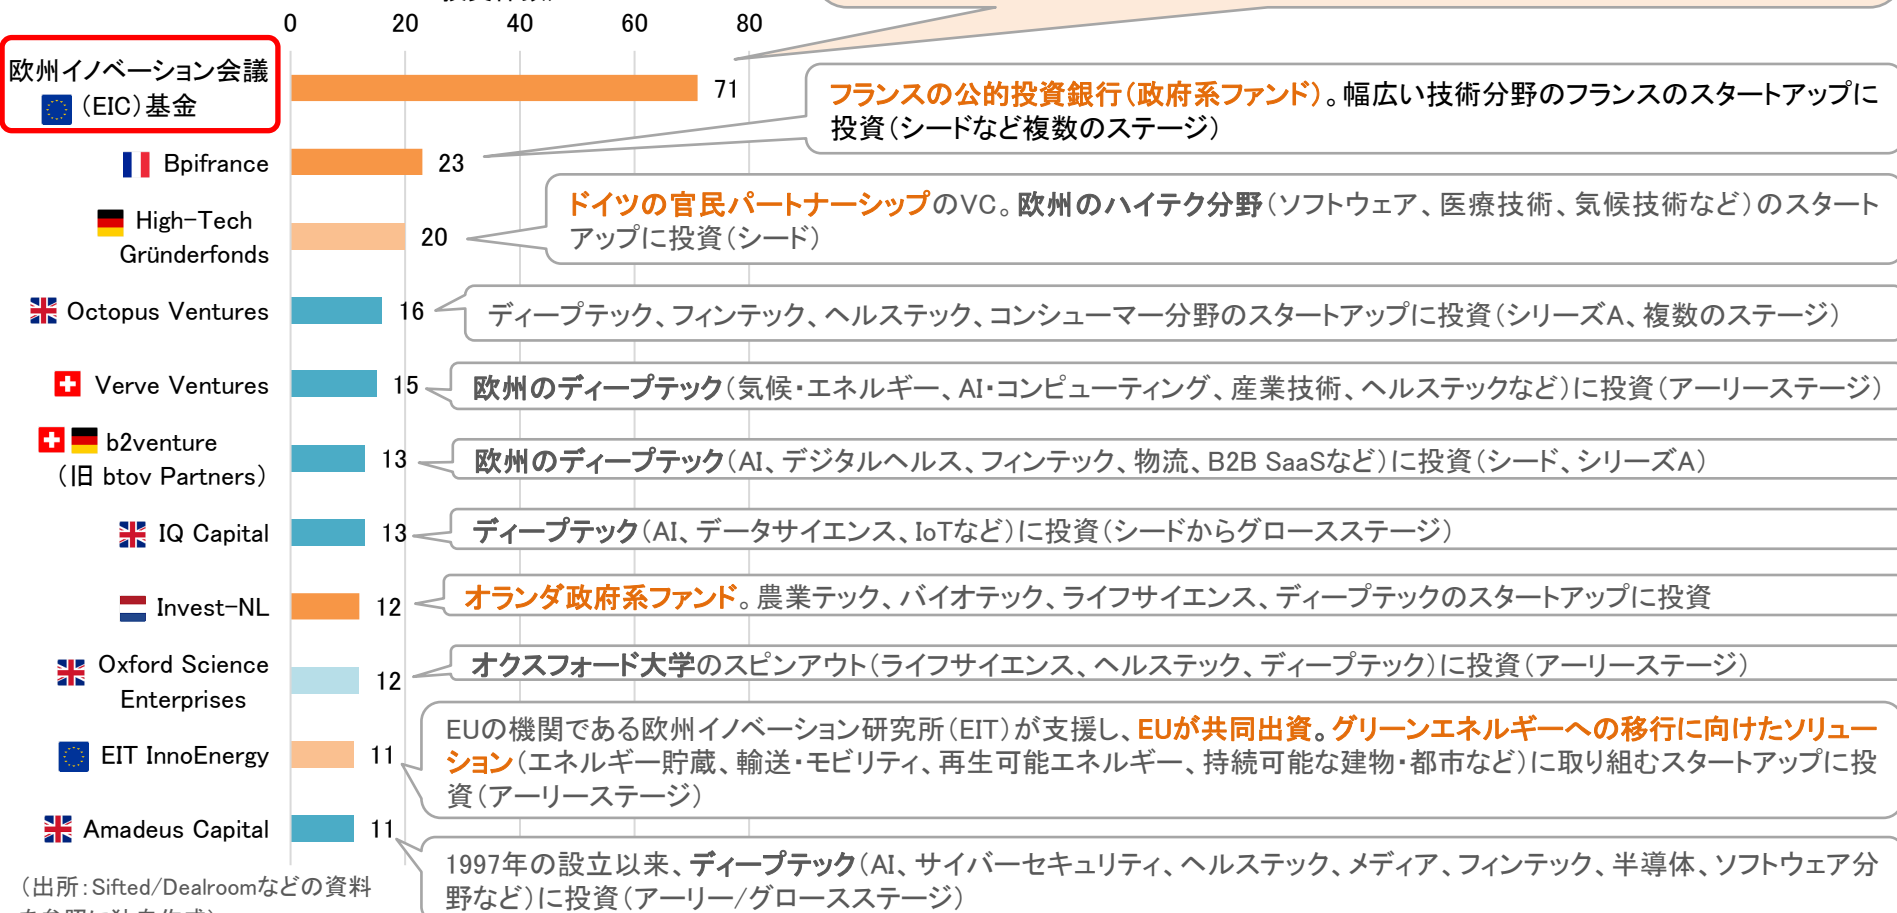 0 20 40 60 80
欧州イノベーション会議
（EIC）基金
71
フランスの公的投資銀行（政府系ファンド）。幅広い技術分野のフランスのスタートアップに
投資（シードなど複数のステージ）
Bpifrance
23
High-Tech
Gründerfonds
20
ドイツの官民パートナーシップのVC。欧州のハイテク分野（ソフトウェア、医療技術、気候技術など）のスタート
アップに投資（シード）
Octopus Ventures
16
ディープテック、フィンテック、ヘルステック、コンシューマー分野のスタートアップに投資（シリーズA、複数のステージ）
Verve Ventures
15
欧州のディープテック（気候・エネルギー、AI・コンピューティング、産業技術、ヘルステックなど）に投資（アーリーステージ）
b2venture
（旧 btov Partners）
13
欧州のディープテック（AI、デジタルヘルス、フィンテック、物流、B2B SaaSなど）に投資（シード、シリーズA）
IQ Capital
13
ディープテック（AI、データサイエンス、IoTなど）に投資（シードからグロースステージ）
Invest-NL
12
オランダ政府系ファンド。農業テック、バイオテック、ライフサイエンス、ディープテックのスタートアップに投資
Oxford Science
Enterprises
12
オクスフォード大学のスピンアウト（ライフサイエンス、ヘルステック、ディープテック）に投資（アーリーステージ）
EIT InnoEnergy
11
EUの機関である欧州イノベーション研究所（EIT）が支援し、EUが共同出資。グリーンエネルギーへの移行に向けたソリュー
ション（エネルギー貯蔵、輸送・モビリティ、再生可能エネルギー、持続可能な建物・都市など）に取り組むスタートアップに投
資（アーリーステージ）
Amadeus Capital
11
1997年の設立以来、ディープテック（AI、サイバーセキュリティ、ヘルステック、メディア、フィンテック、半導体、ソフトウェア分
野など）に投資（アーリー/グロースステージ）
（出所：Sifted/Dealroomなどの資料